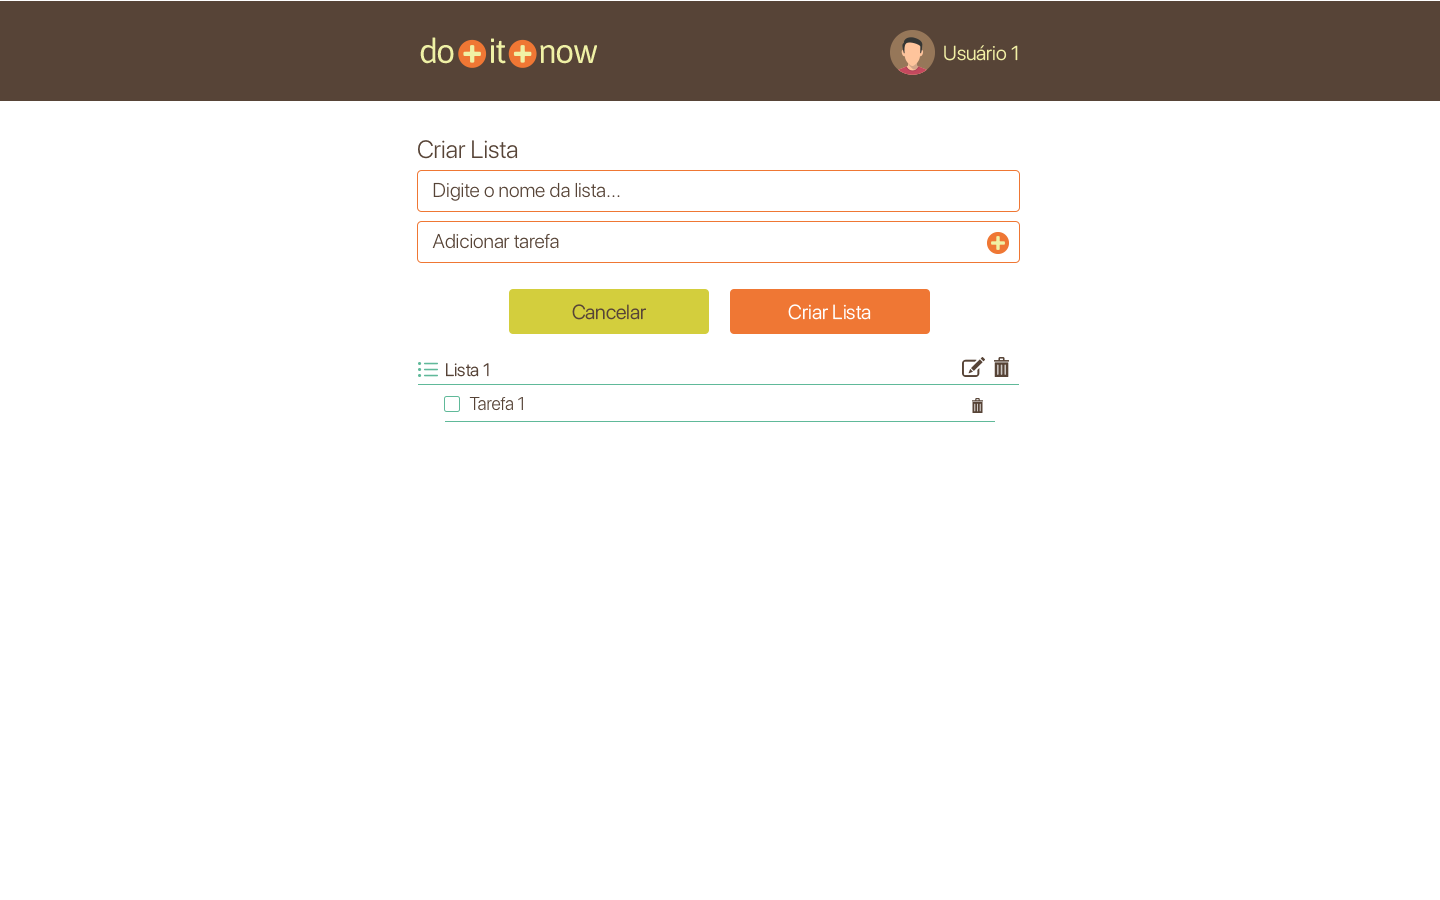 do+it+now
Usuário 1
Criar Lista
Digite o nome da lista...
Adicionar tarefa
Cancelar
Criar Lista
Lista 1
Tarefa 1